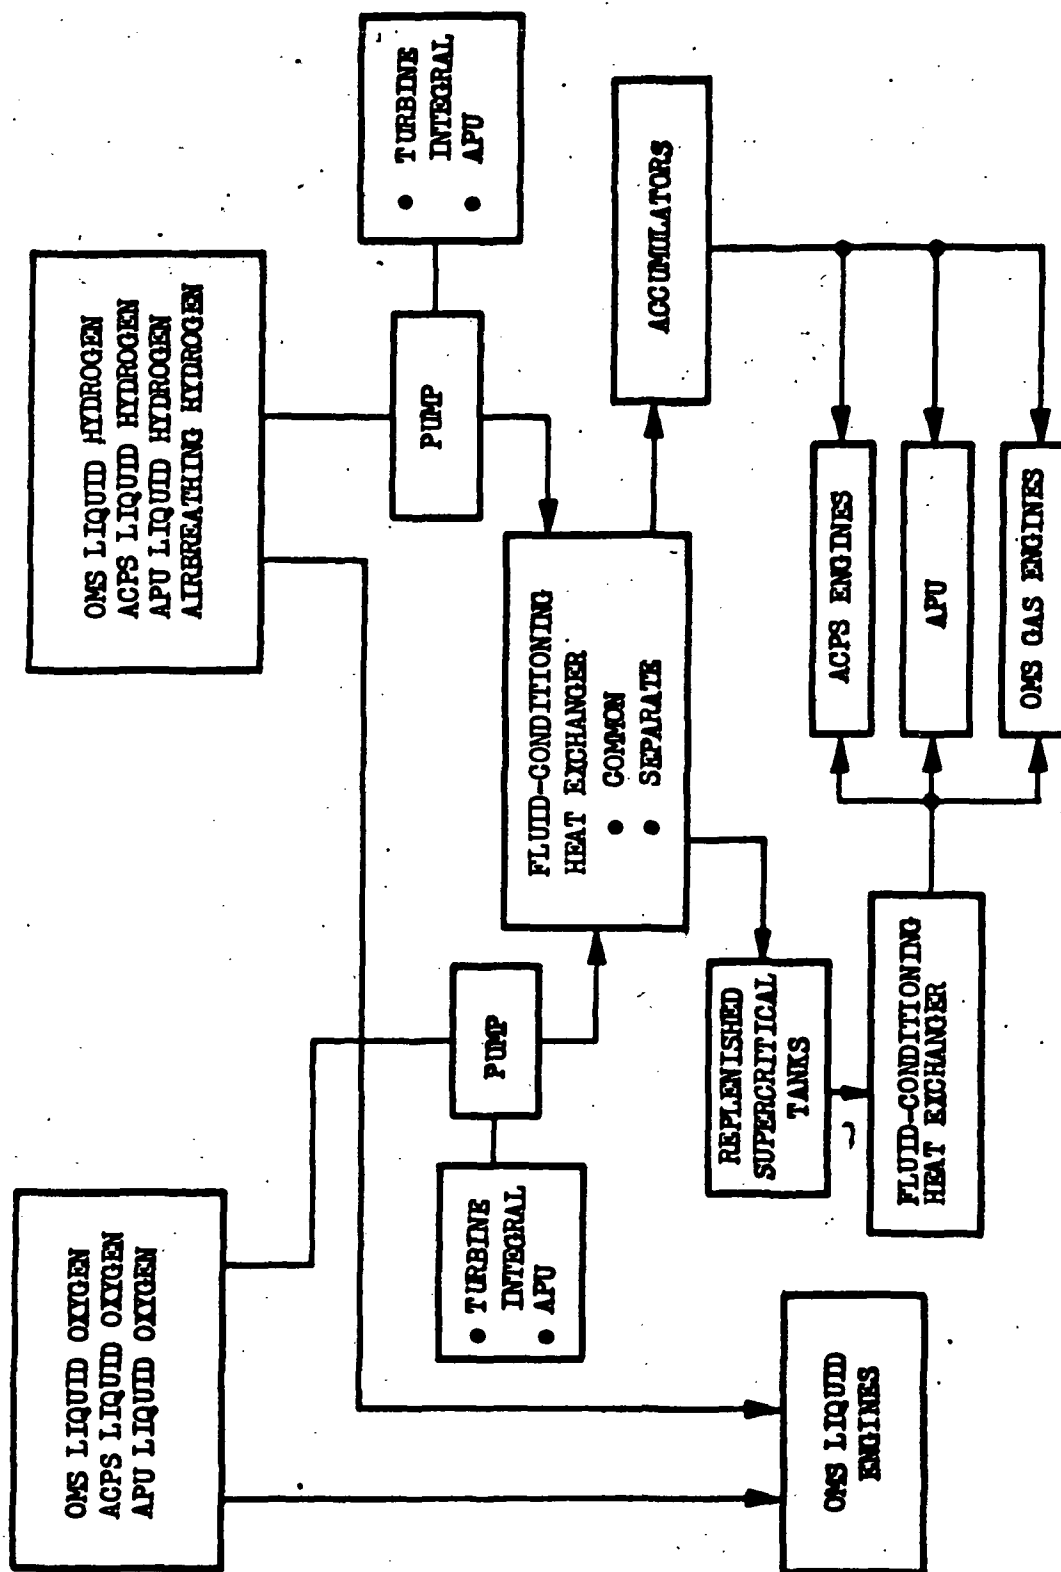 OMS LIQUID OXYGEN
ACPS LIQUID OXYGEN
APU LIQUID OXYGEN
OMS LIQUID HYDROGEN
ACPS LIQUID HYDROGEN
APU LIQUID HYDROGEN
AIRBREATHING HYDROGEN
• TURBINE
INTEGRAL
• APU
PUMP
PUMP
• TURBINE
INTEGRAL
• APU
FLUID-CONDITIONING
HEAT EXCHANGER
• COMMON
• SEPARATE
ACCUMULATORS
REPLENISHED
SUPERCRITICAL
TANKS
OMS LIQUID
ENGINES
FLUID-CONDITIONING
HEAT EXCHANGER
ACPS ENGINES
APU
OMS GAS ENGINES